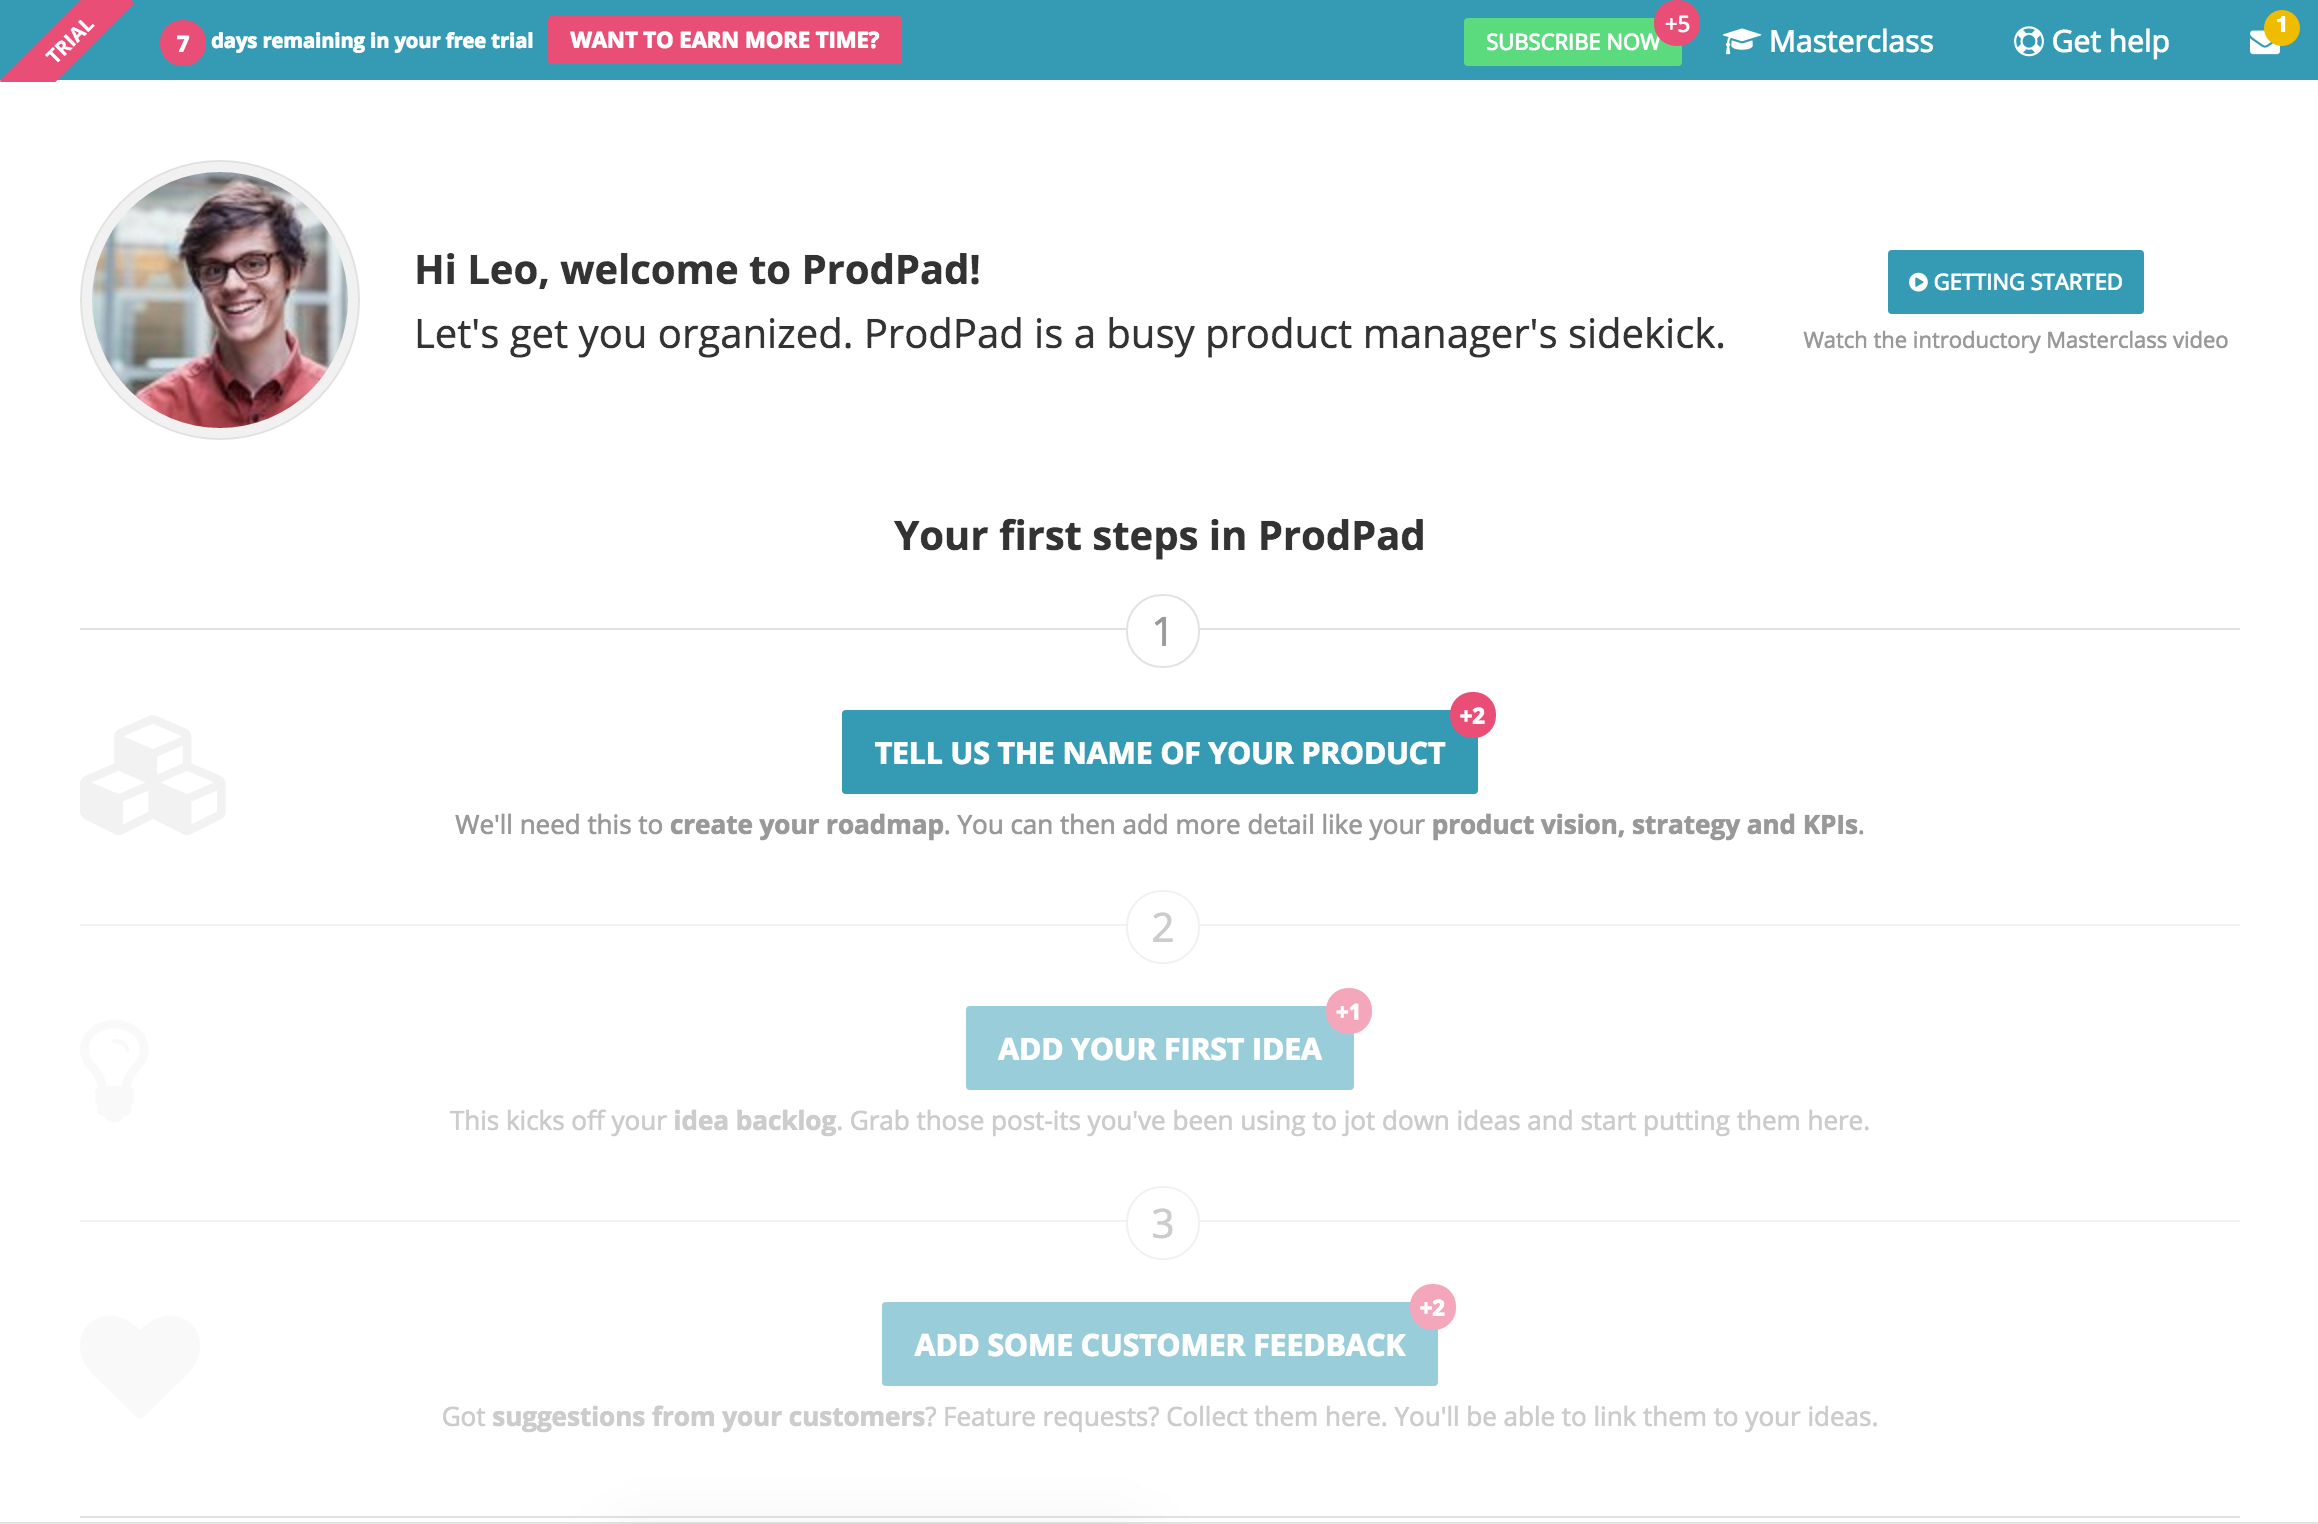 TRIAL
7 days remaining in your free trial
WANT TO EARN MORE TIME?
SUBSCRIBE NOW
+5
Masterclass
Get help
1
Hi Leo, welcome to ProdPad!
Let's get you organized. ProdPad is a busy product manager's sidekick.
GETTING STARTED
Watch the introductory Masterclass video
Your first steps in ProdPad
1
TELL US THE NAME OF YOUR PRODUCT
+2
We'll need this to create your roadmap. You can then add more detail like your product vision, strategy and KPIs.
2
ADD YOUR FIRST IDEA
+1
This kicks off your idea backlog. Grab those post-its you've been using to jot down ideas and start putting them here.
3
ADD SOME CUSTOMER FEEDBACK
+2
Got suggestions from your customers? Feature requests? Collect them here. You'll be able to link them to your ideas.